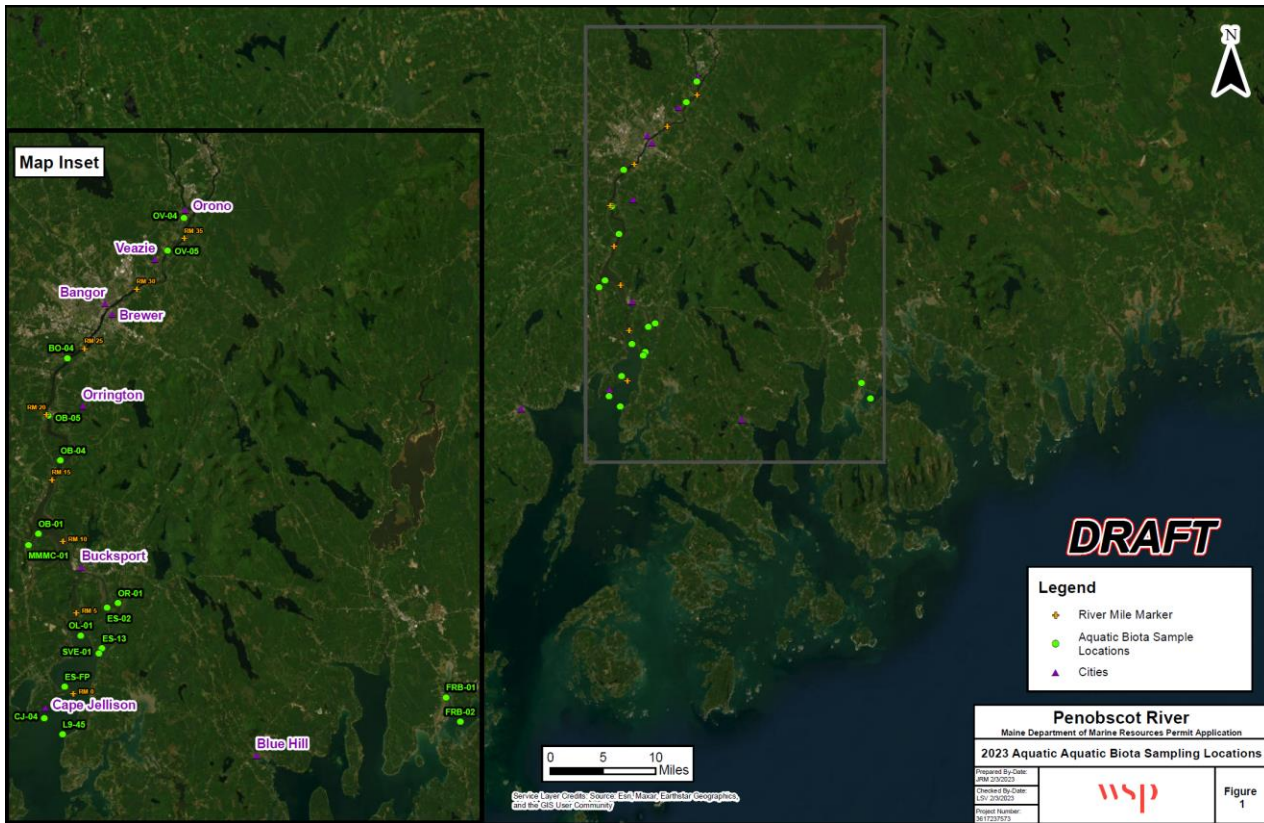 N
Map Inset
OV-04
Orono
RM 35
Veazie
OV-05
RM 30
Bangor
Brewer
RM 25
BO-04
Orrington
RM 20
OB-05
OB-04
RM 15
OB-01
RM 10
MMMC-01
Bucksport
OR-01
RM 5
ES-02
OL-01
ES-13
SVE-01
ES-FP
RM 0
FRB-01
Cape Jellison
CJ-04
FRB-02
L9-45
Blue Hill
0 5 10
Miles
Service Layer Credits: Source: Esri, Maxar, Earthstar Geographics,
and the GIS User Community
DRAFT
Legend
River Mile Marker
Aquatic Biota Sample
Locations
Cities
Penobscot River
Maine Department of Marine Resources Permit Application
2023 Aquatic Aquatic Biota Sampling Locations
Prepared By-Date:
JRM 2/3/2023
Checked By-Date:
LSV 2/3/2023
Project Number:
3617237573
wsp
Figure
1